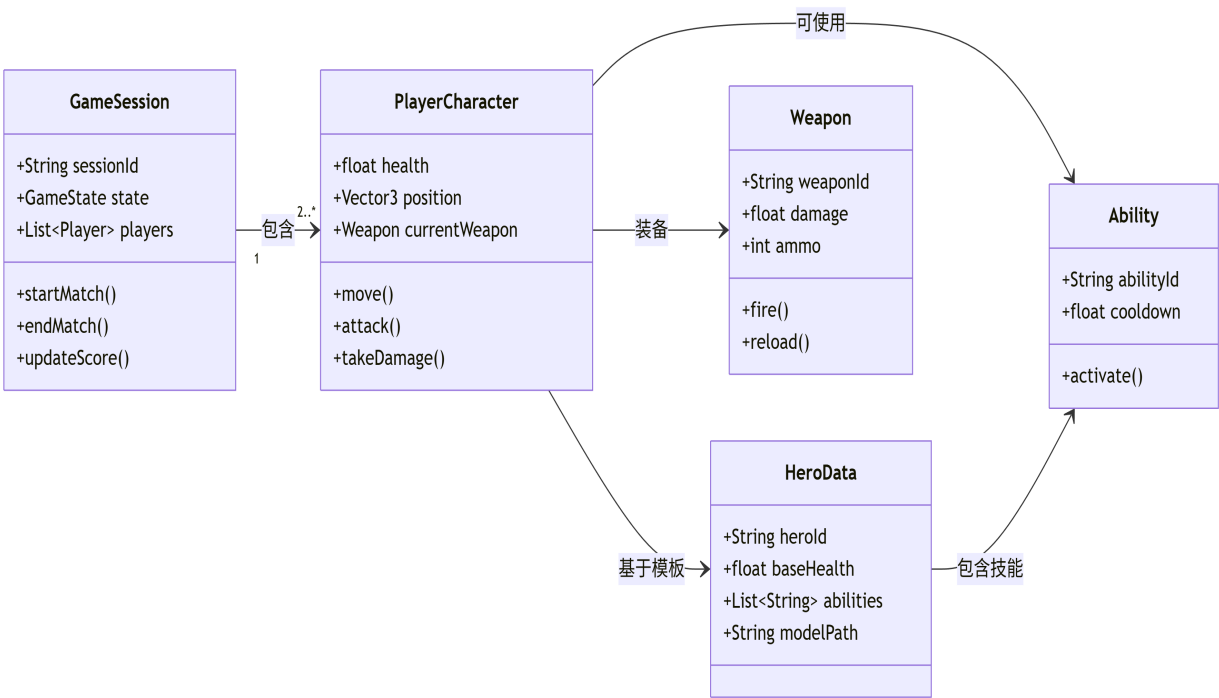 可使用
GameSession
+String sessionId
+GameState state
+List<Player> players
+startMatch()
+endMatch()
+updateScore()
包含
1
2..*
PlayerCharacter
+float health
+Vector3 position
+Weapon currentWeapon
+move()
+attack()
+takeDamage()
装备
Weapon
+String weaponId
+float damage
+int ammo
+fire()
+reload()
Ability
+String abilityId
+float cooldown
+activate()
基于模板
HeroData
+String heroId
+float baseHealth
+List<String> abilities
+String modelPath
包含技能